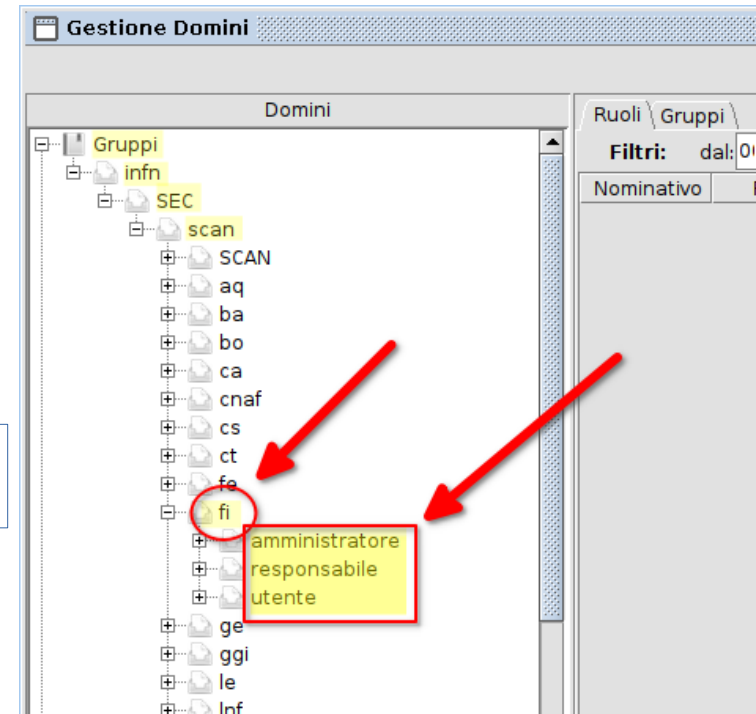 Gestione Domini
Domini
Gruppi
infn
SEC
scan
SCAN
aq
ba
bo
ca
cnaf
cs
ct
fe
fi
amministratore
responsabile
utente
ge
ggi
le
lnf
Ruoli Gruppi
Filtri: dal:
Nominativo